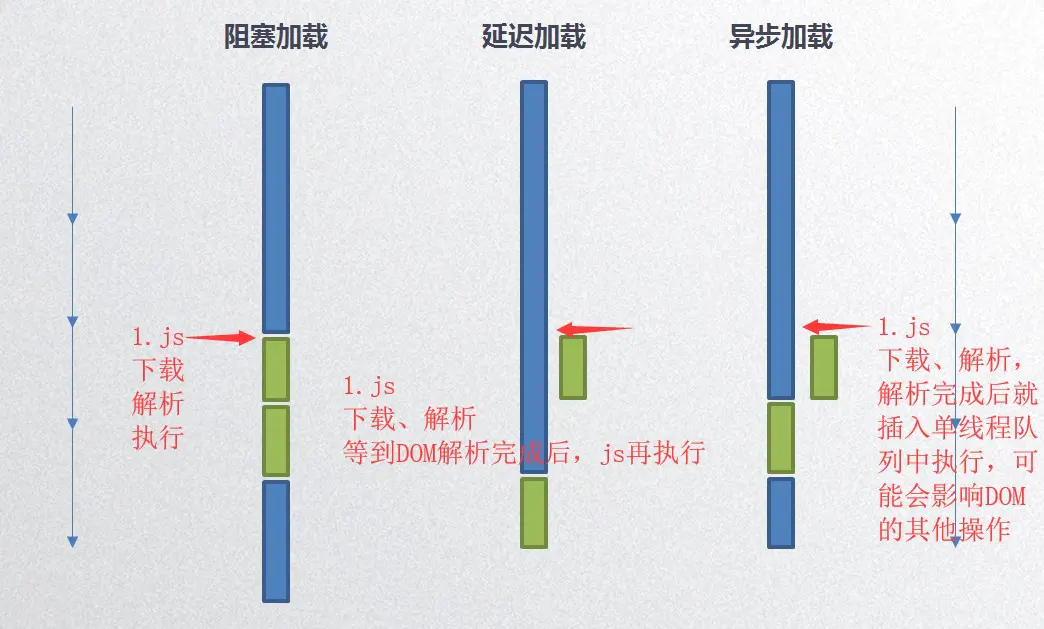 阻塞加载
延迟加载
异步加载
1.js
下载
解析
执行
1.js
下载、解析
等到DOM解析完成后，js再执行
1.js
下载、解析，
解析完成后就
插入单线程队
列中执行，可
能会影响DOM
的其他操作